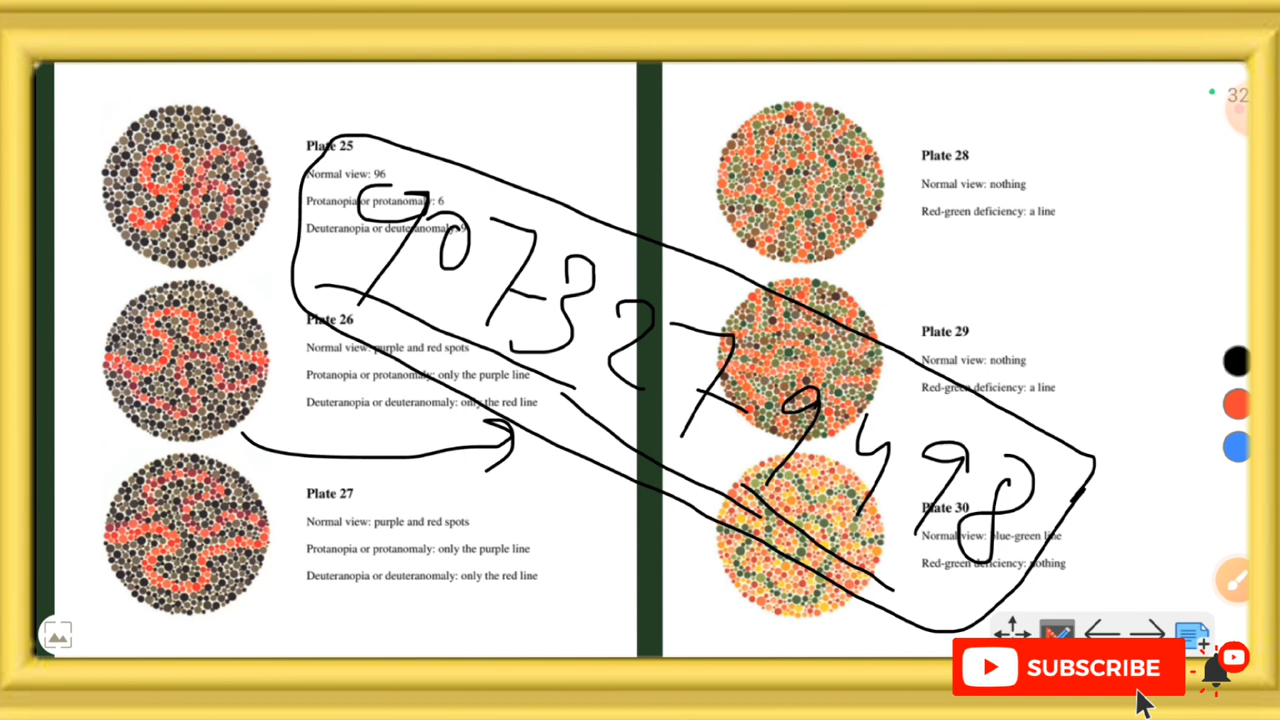 32
96
Plate 25
Normal view: 96
Protanopia or protanomaly: 6
Deuteranopia or deuteranomaly: 9
Plate 26
Normal view: purple and red spots
Protanopia or protanomaly: only the purple line
Deuteranopia or deuteranomaly: only the red line
Plate 27
Normal view: purple and red spots
Protanopia or protanomaly: only the purple line
Deuteranopia or deuteranomaly: only the red line
9073279498
Plate 28
Normal view: nothing
Red-green deficiency: a line
Plate 29
Normal view: nothing
Red-green deficiency: a line
Plate 30
Normal view: blue-green line
Red-green deficiency: nothing
SUBSCRIBE